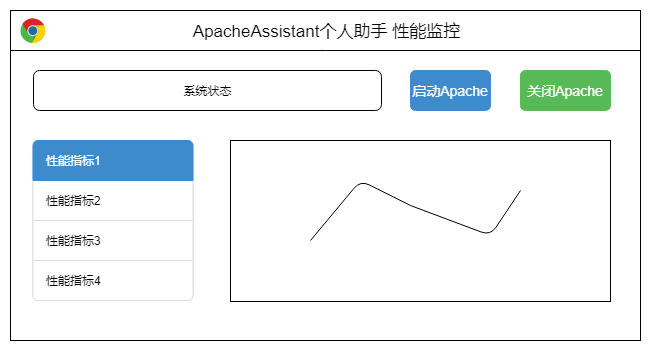 ApacheAssistant个人助手 性能监控
系统状态
启动Apache
关闭Apache
性能指标1
性能指标2
性能指标3
性能指标4